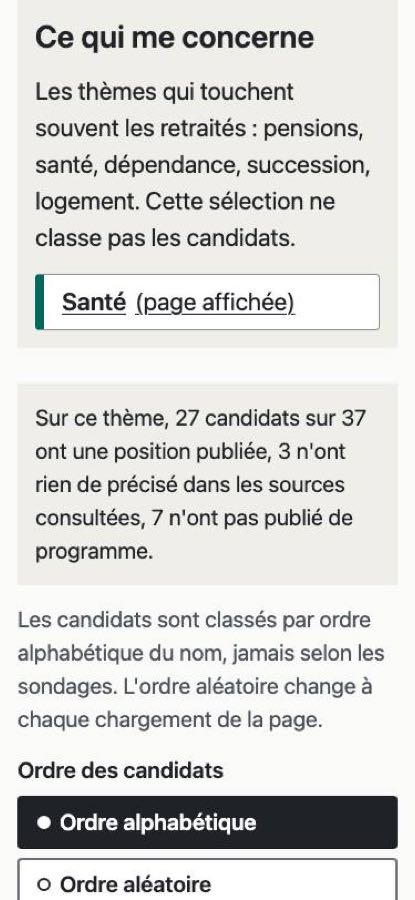 Ce qui me concerne
Les thèmes qui touchent
souvent les retraités : pensions,
santé, dépendance, succession,
logement. Cette sélection ne
classe pas les candidats.
Santé (page affichée)
Sur ce thème, 27 candidats sur 37
ont une position publiée, 3 n'ont
rien de précisé dans les sources
consultées, 7 n'ont pas publié de
programme.
Les candidats sont classés par ordre
alphabétique du nom, jamais selon les
sondages. L'ordre aléatoire change à
chaque chargement de la page.
Ordre des candidats
Ordre alphabétique
Ordre aléatoire